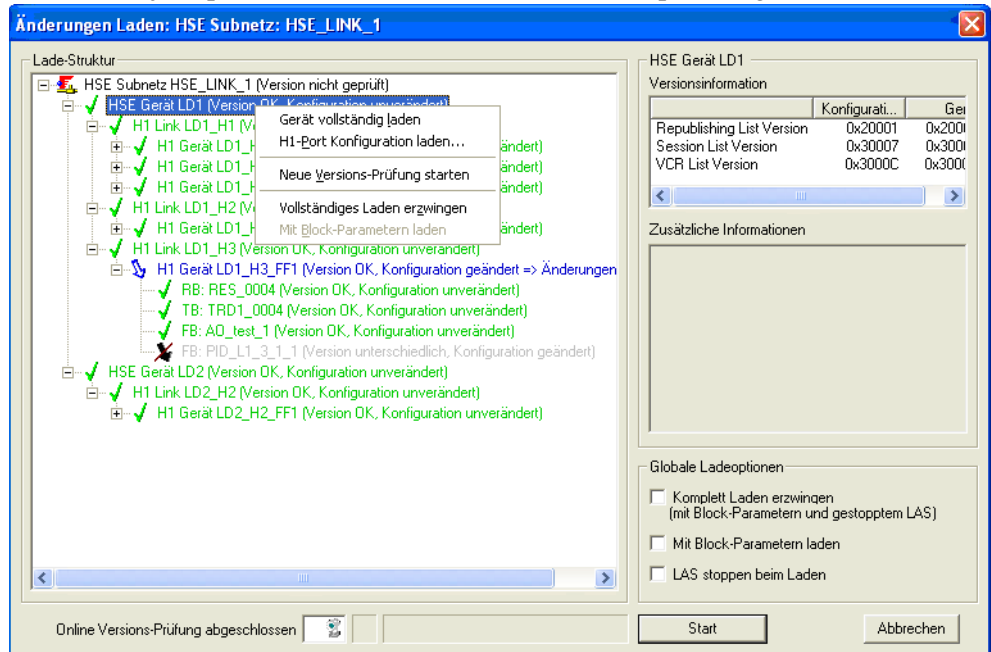 Änderungen Laden: HSE Subnetz: HSE_LINK_1
Lade-Struktur
HSE Subnetz HSE_LINK_1 (Version nicht geprüft)
HSE Gerät LD1 (Version OK, Konfiguration unverändert)
H1 Link LD1_H1
H1 Gerät LD1_H ändert)
H1 Gerät LD1_H ändert)
H1 Gerät LD1_H ändert)
H1 Link LD1_H2
H1 Gerät LD1_H ändert)
H1 Link LD1_H3 (Version OK, Konfiguration unverändert)
H1 Gerät LD1_H3_FF1 (Version OK, Konfiguration geändert => Änderungen
RB: RES_0004 (Version OK, Konfiguration unverändert)
TB: TRD1_0004 (Version OK, Konfiguration unverändert)
FB: AO_test_1 (Version OK, Konfiguration unverändert)
FB: PID_L1_3_1_1 (Version unterschiedlich, Konfiguration geändert)
HSE Gerät LD2 (Version OK, Konfiguration unverändert)
H1 Link LD2_H2 (Version OK, Konfiguration unverändert)
H1 Gerät LD2_H2_FF1 (Version OK, Konfiguration unverändert)
Gerät vollständig laden
H1-Port Konfiguration laden...
Neue Versions-Prüfung starten
Vollständiges Laden erzwingen
Mit Block-Parametern laden
HSE Gerät LD1
Versionsinformation
Konfigurati... Ger
Republishing List Version 0x20001 0x200
Session List Version 0x30007 0x300
VCR List Version 0x3000C 0x300
Zusätzliche Informationen
Globale Ladeoptionen
Komplett Laden erzwingen
(mit Block-Parametern und gestopptem LAS)
Mit Block-Parametern laden
LAS stoppen beim Laden
Online Versions-Prüfung abgeschlossen
Start
Abbrechen